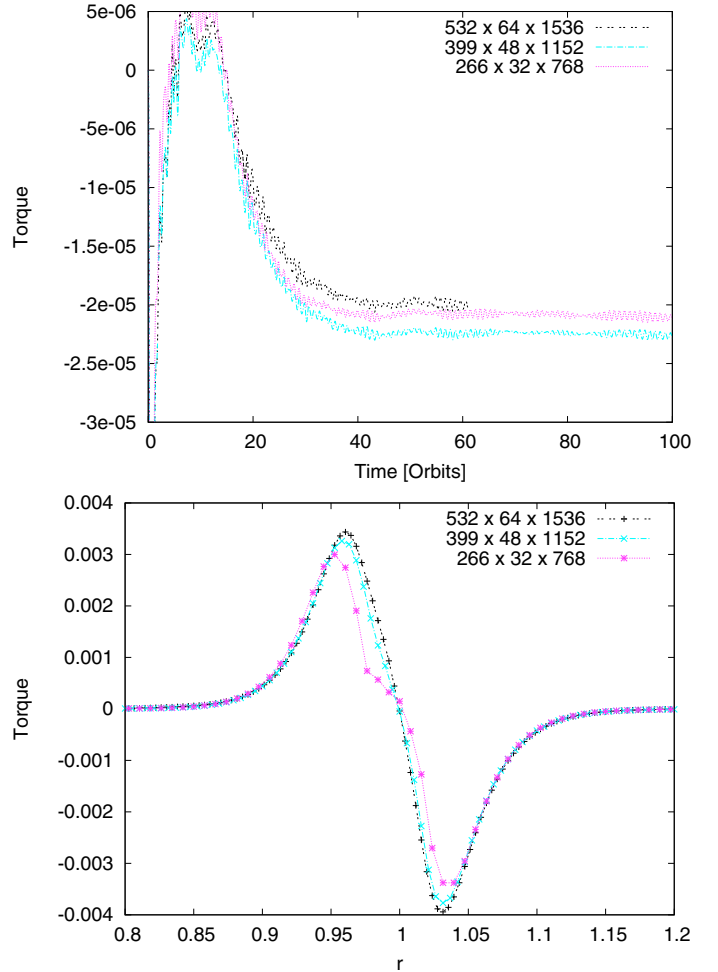 5e-06
0
-5e-06
-1e-05
-1.5e-05
-2e-05
-2.5e-05
-3e-05
Torque
532 x 64 x 1536
399 x 48 x 1152
266 x 32 x 768
0 20 40 60 80 100
Time [Orbits]
0.004
0.003
0.002
0.001
0
-0.001
-0.002
-0.003
-0.004
Torque
532 x 64 x 1536
399 x 48 x 1152
266 x 32 x 768
0.8 0.85 0.9 0.95 1 1.05 1.1 1.15 1.2
r